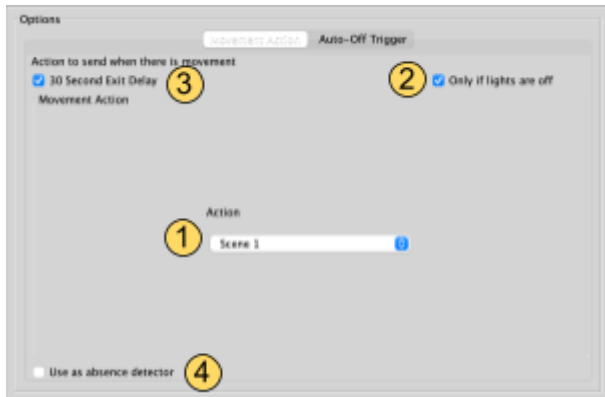 Options
Movement Action Auto-Off Trigger
Action to send when there is movement
30 Second Exit Delay 3 2 Only if lights are off
Movement Action
Action
1 Scene 1
Use as absence detector 4